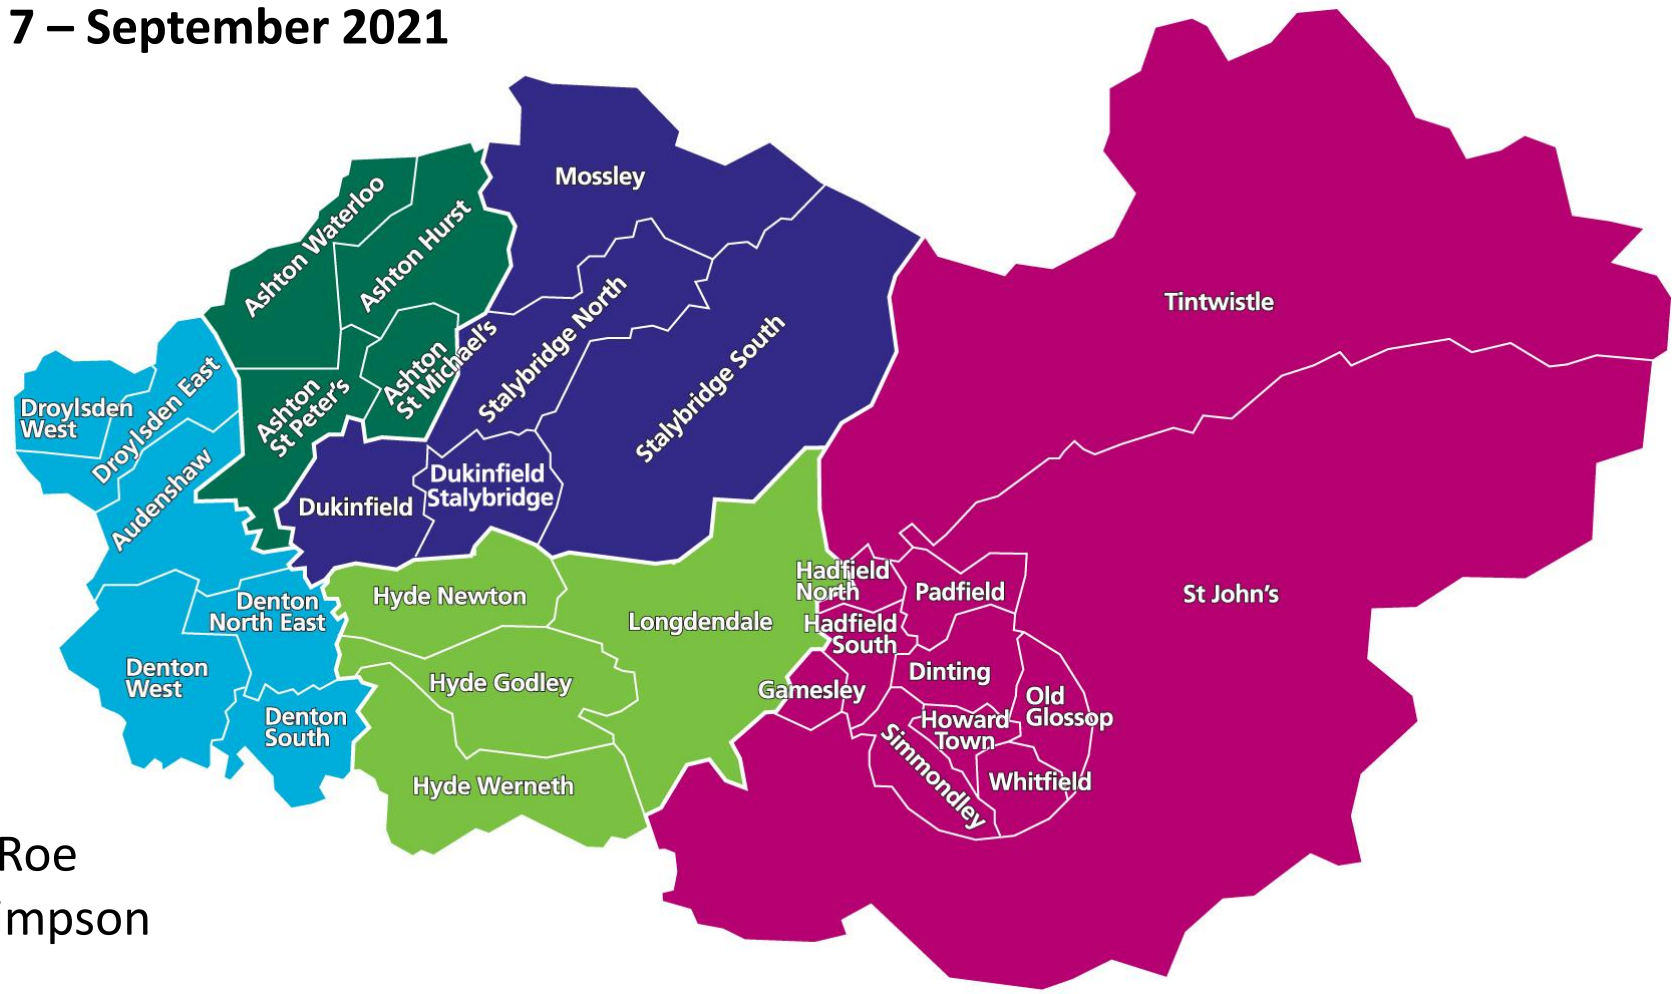 7 – September 2021
Mossley
Ashton Waterloo
Ashton Hurst
Tintwistle
Stalybridge North
Ashton
St Michael's
Stalybridge South
Droylsden
West
Droylsden East
Ashton
St Peter's
Audenshaw
Dukinfield
Dukinfield
Stalybridge
Hadfield
North
Padfield
St John's
Hyde Newton
Denton
North East
Longdendale
Hadfield
South
Denton
West
Hyde Godley
Gamesley
Dinting
Old
Glossop
Denton
South
Howard
Town
Simmondley
Whitfield
Hyde Werneth
Roe
impson